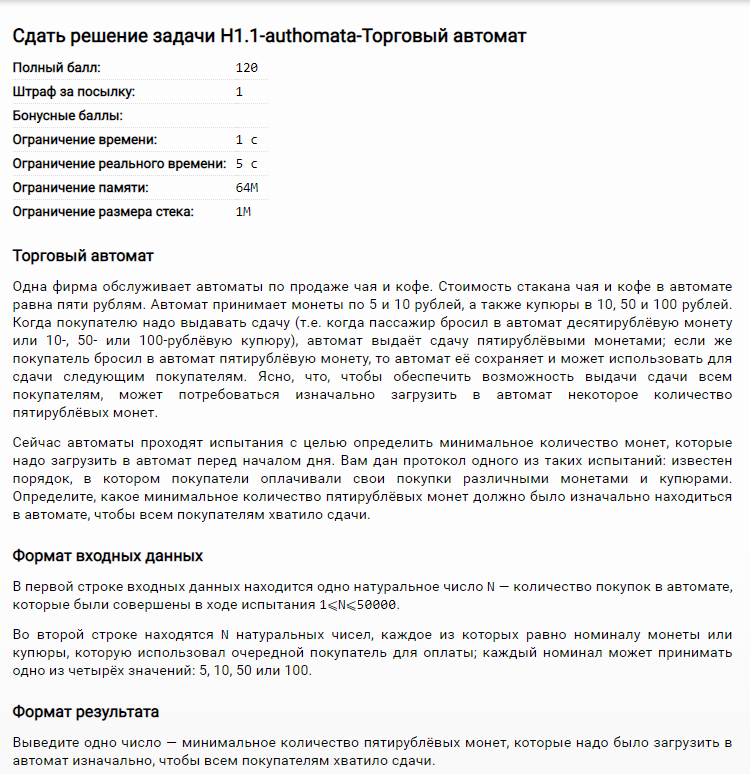 Сдать решение задачи H1.1-authomata-Торговый автомат
Полный балл: 120
Штраф за посылку: 1
Бонусные баллы:
Ограничение времени: 1 с
Ограничение реального времени: 5 с
Ограничение памяти: 64M
Ограничение размера стека: 1M
Торговый автомат
Одна фирма обслуживает автоматы по продаже чая и кофе. Стоимость стакана чая и кофе в автомате
равна пяти рублям. Автомат принимает монеты по 5 и 10 рублей, а также купюры в 10, 50 и 100 рублей.
Когда покупателю надо выдавать сдачу (т.е. когда пассажир бросил в автомат десятирублёвую монету
или 10-, 50- или 100-рублёвую купюру), автомат выдаёт сдачу пятирублёвыми монетами; если же
покупатель бросил в автомат пятирублёвую монету, то автомат её сохраняет и может использовать для
сдачи следующим покупателям. Ясно, что, чтобы обеспечить возможность выдачи сдачи всем
покупателям, может потребоваться изначально загрузить в автомат некоторое количество
пятирублёвых монет.
Сейчас автоматы проходят испытания с целью определить минимальное количество монет, которые
надо загрузить в автомат перед началом дня. Вам дан протокол одного из таких испытаний: известен
порядок, в котором покупатели оплачивали свои покупки различными монетами и купюрами.
Определите, какое минимальное количество пятирублёвых монет должно было изначально находиться
в автомате, чтобы всем покупателям хватило сдачи.
Формат входных данных
В первой строке входных данных находится одно натуральное число N — количество покупок в автомате,
которые были совершены в ходе испытания 1⩽N⩽50000.
Во второй строке находятся N натуральных чисел, каждое из которых равно номиналу монеты или
купюры, которую использовал очередной покупатель для оплаты; каждый номинал может принимать
одно из четырёх значений: 5, 10, 50 или 100.
Формат результата
Выведите одно число — минимальное количество пятирублёвых монет, которые надо было загрузить в
автомат изначально, чтобы всем покупателям хватило сдачи.